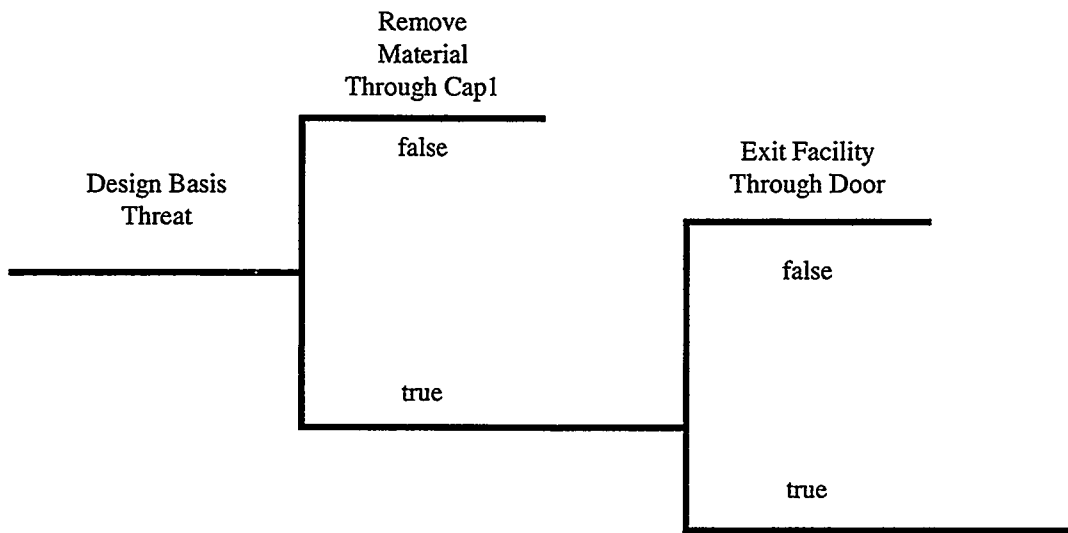 Remove
Material
Through Cap1
false
Design Basis
Threat
true
Exit Facility
Through Door
false
true